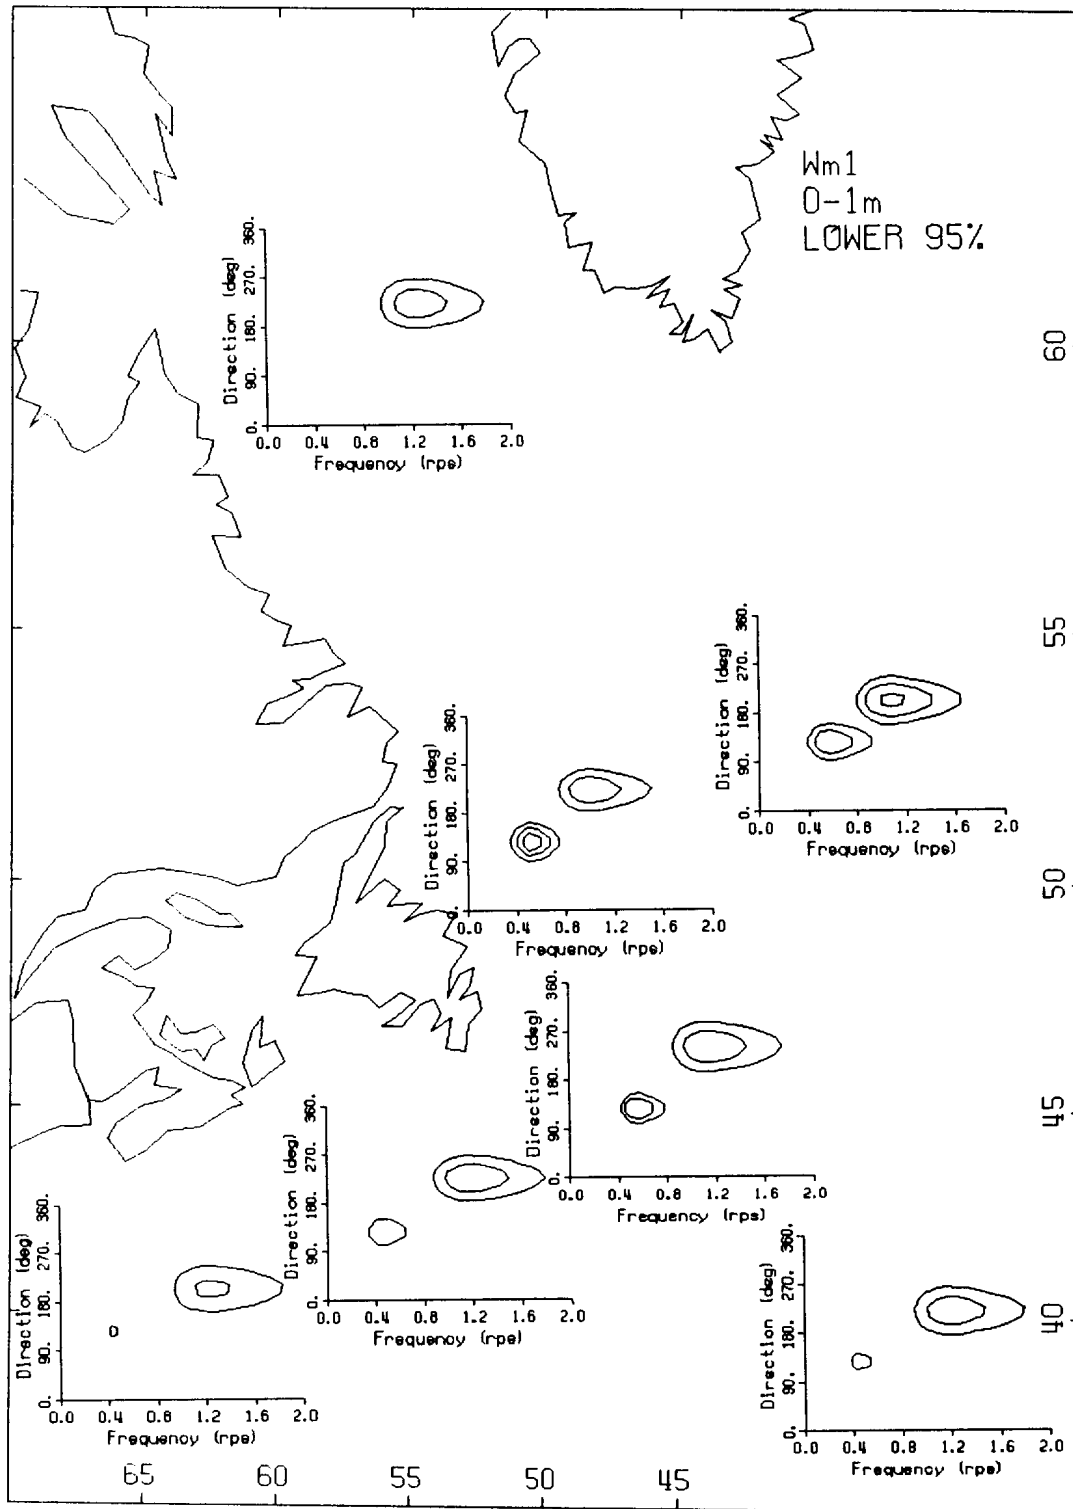 Wm1
0-1m
LOWER 95%
360.
270.
180.
90.
0.
Direction (deg)
0.0 0.4 0.8 1.2 1.6 2.0
Frequency (rps)
60
360.
270.
180.
90.
0.
Direction (deg)
0.0 0.4 0.8 1.2 1.6 2.0
Frequency (rps)
55
360.
270.
180.
90.
0.
Direction (deg)
0.0 0.4 0.8 1.2 1.6 2.0
Frequency (rps)
50
360.
270.
180.
90.
0.
Direction (deg)
0.0 0.4 0.8 1.2 1.6 2.0
Frequency (rps)
45
360.
270.
180.
90.
0.
Direction (deg)
0.0 0.4 0.8 1.2 1.6 2.0
Frequency (rps)
360.
270.
180.
90.
0.
Direction (deg)
0.0 0.4 0.8 1.2 1.6 2.0
Frequency (rps)
360.
270.
180.
90.
0.
Direction (deg)
0.0 0.4 0.8 1.2 1.6 2.0
Frequency (rps)
40
65 60 55 50 45